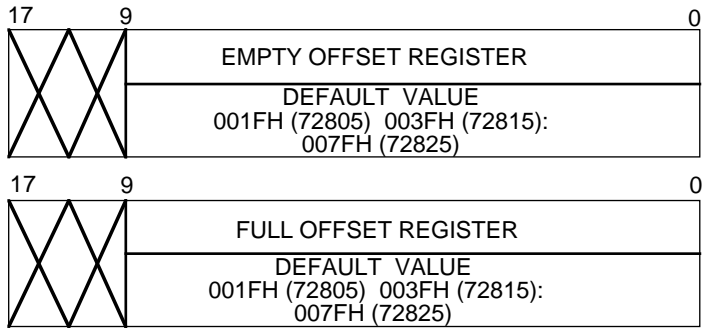 17 9 0
EMPTY OFFSET REGISTER
DEFAULT VALUE
001FH (72805) 003FH (72815):
007FH (72825)
17 9 0
FULL OFFSET REGISTER
DEFAULT VALUE
001FH (72805) 003FH (72815):
007FH (72825)